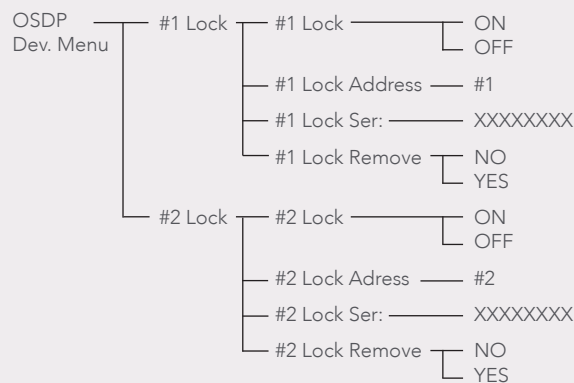 OSDP #1 Lock #1 Lock ON
Dev. Menu OFF
#1 Lock Address #1
#1 Lock Ser: XXXXXXXX
#1 Lock Remove NO
YES
#2 Lock #2 Lock ON
OFF
#2 Lock Adress #2
#2 Lock Ser: XXXXXXXX
#2 Lock Remove NO
YES